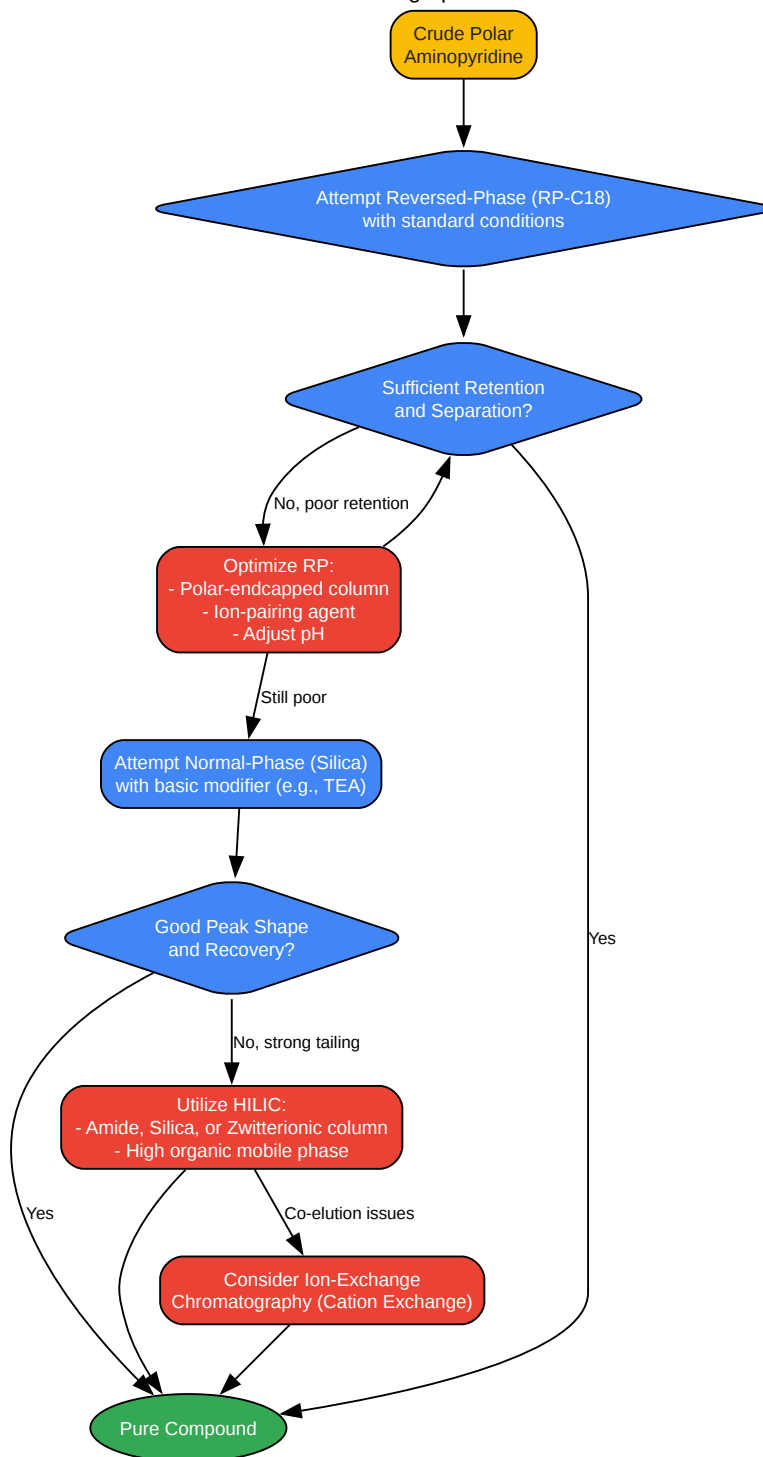 Crude Polar
Aminopyridine
Attempt Reversed-Phase (RP-C18)
with standard conditions
Sufficient Retention
and Separation?
No, poor retention
Optimize RP:
- Polar-endcapped column
- Ion-pairing agent
- Adjust pH
Still poor
Attempt Normal-Phase (Silica)
with basic modifier (e.g., TEA)
Good Peak Shape
and Recovery?
Yes
No, strong tailing
Utilize HILIC:
- Amide, Silica, or Zwitterionic column
- High organic mobile phase
Yes
Co-elution issues
Consider Ion-Exchange
Chromatography (Cation Exchange)
Pure Compound